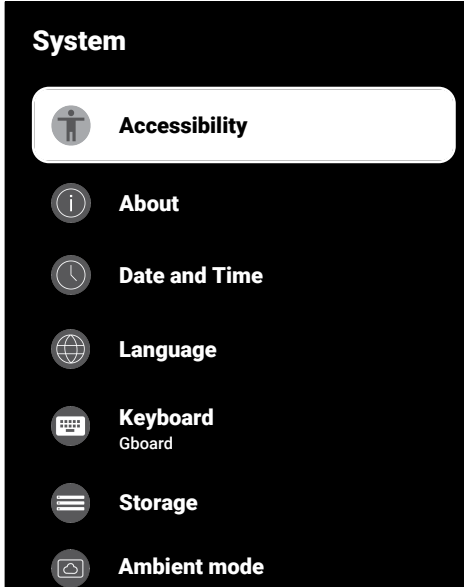 System
Accessibility
About
Date and Time
Language
Keyboard
Gboard
Storage
Ambient mode